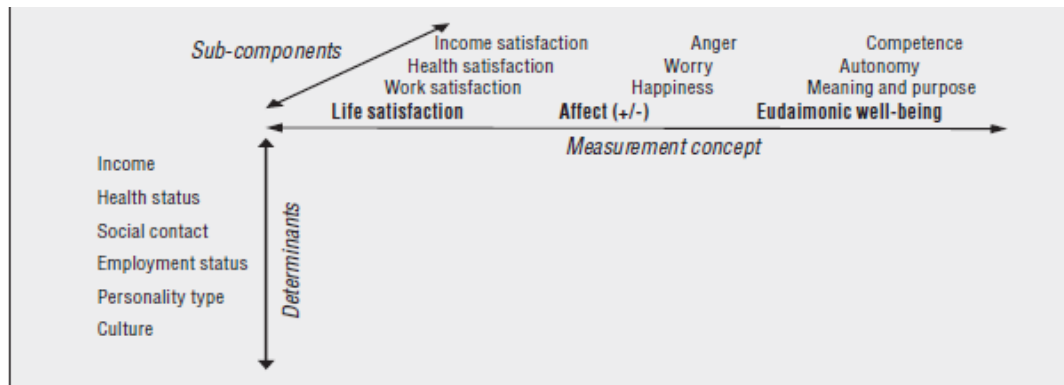 Sub-components
Income satisfaction Anger Competence
Health satisfaction Worry Autonomy
Work satisfaction Happiness Meaning and purpose
Life satisfaction Affect (+/-) Eudaimonic well-being
Measurement concept
Income
Health status
Social contact
Employment status
Personality type
Culture
Determinants